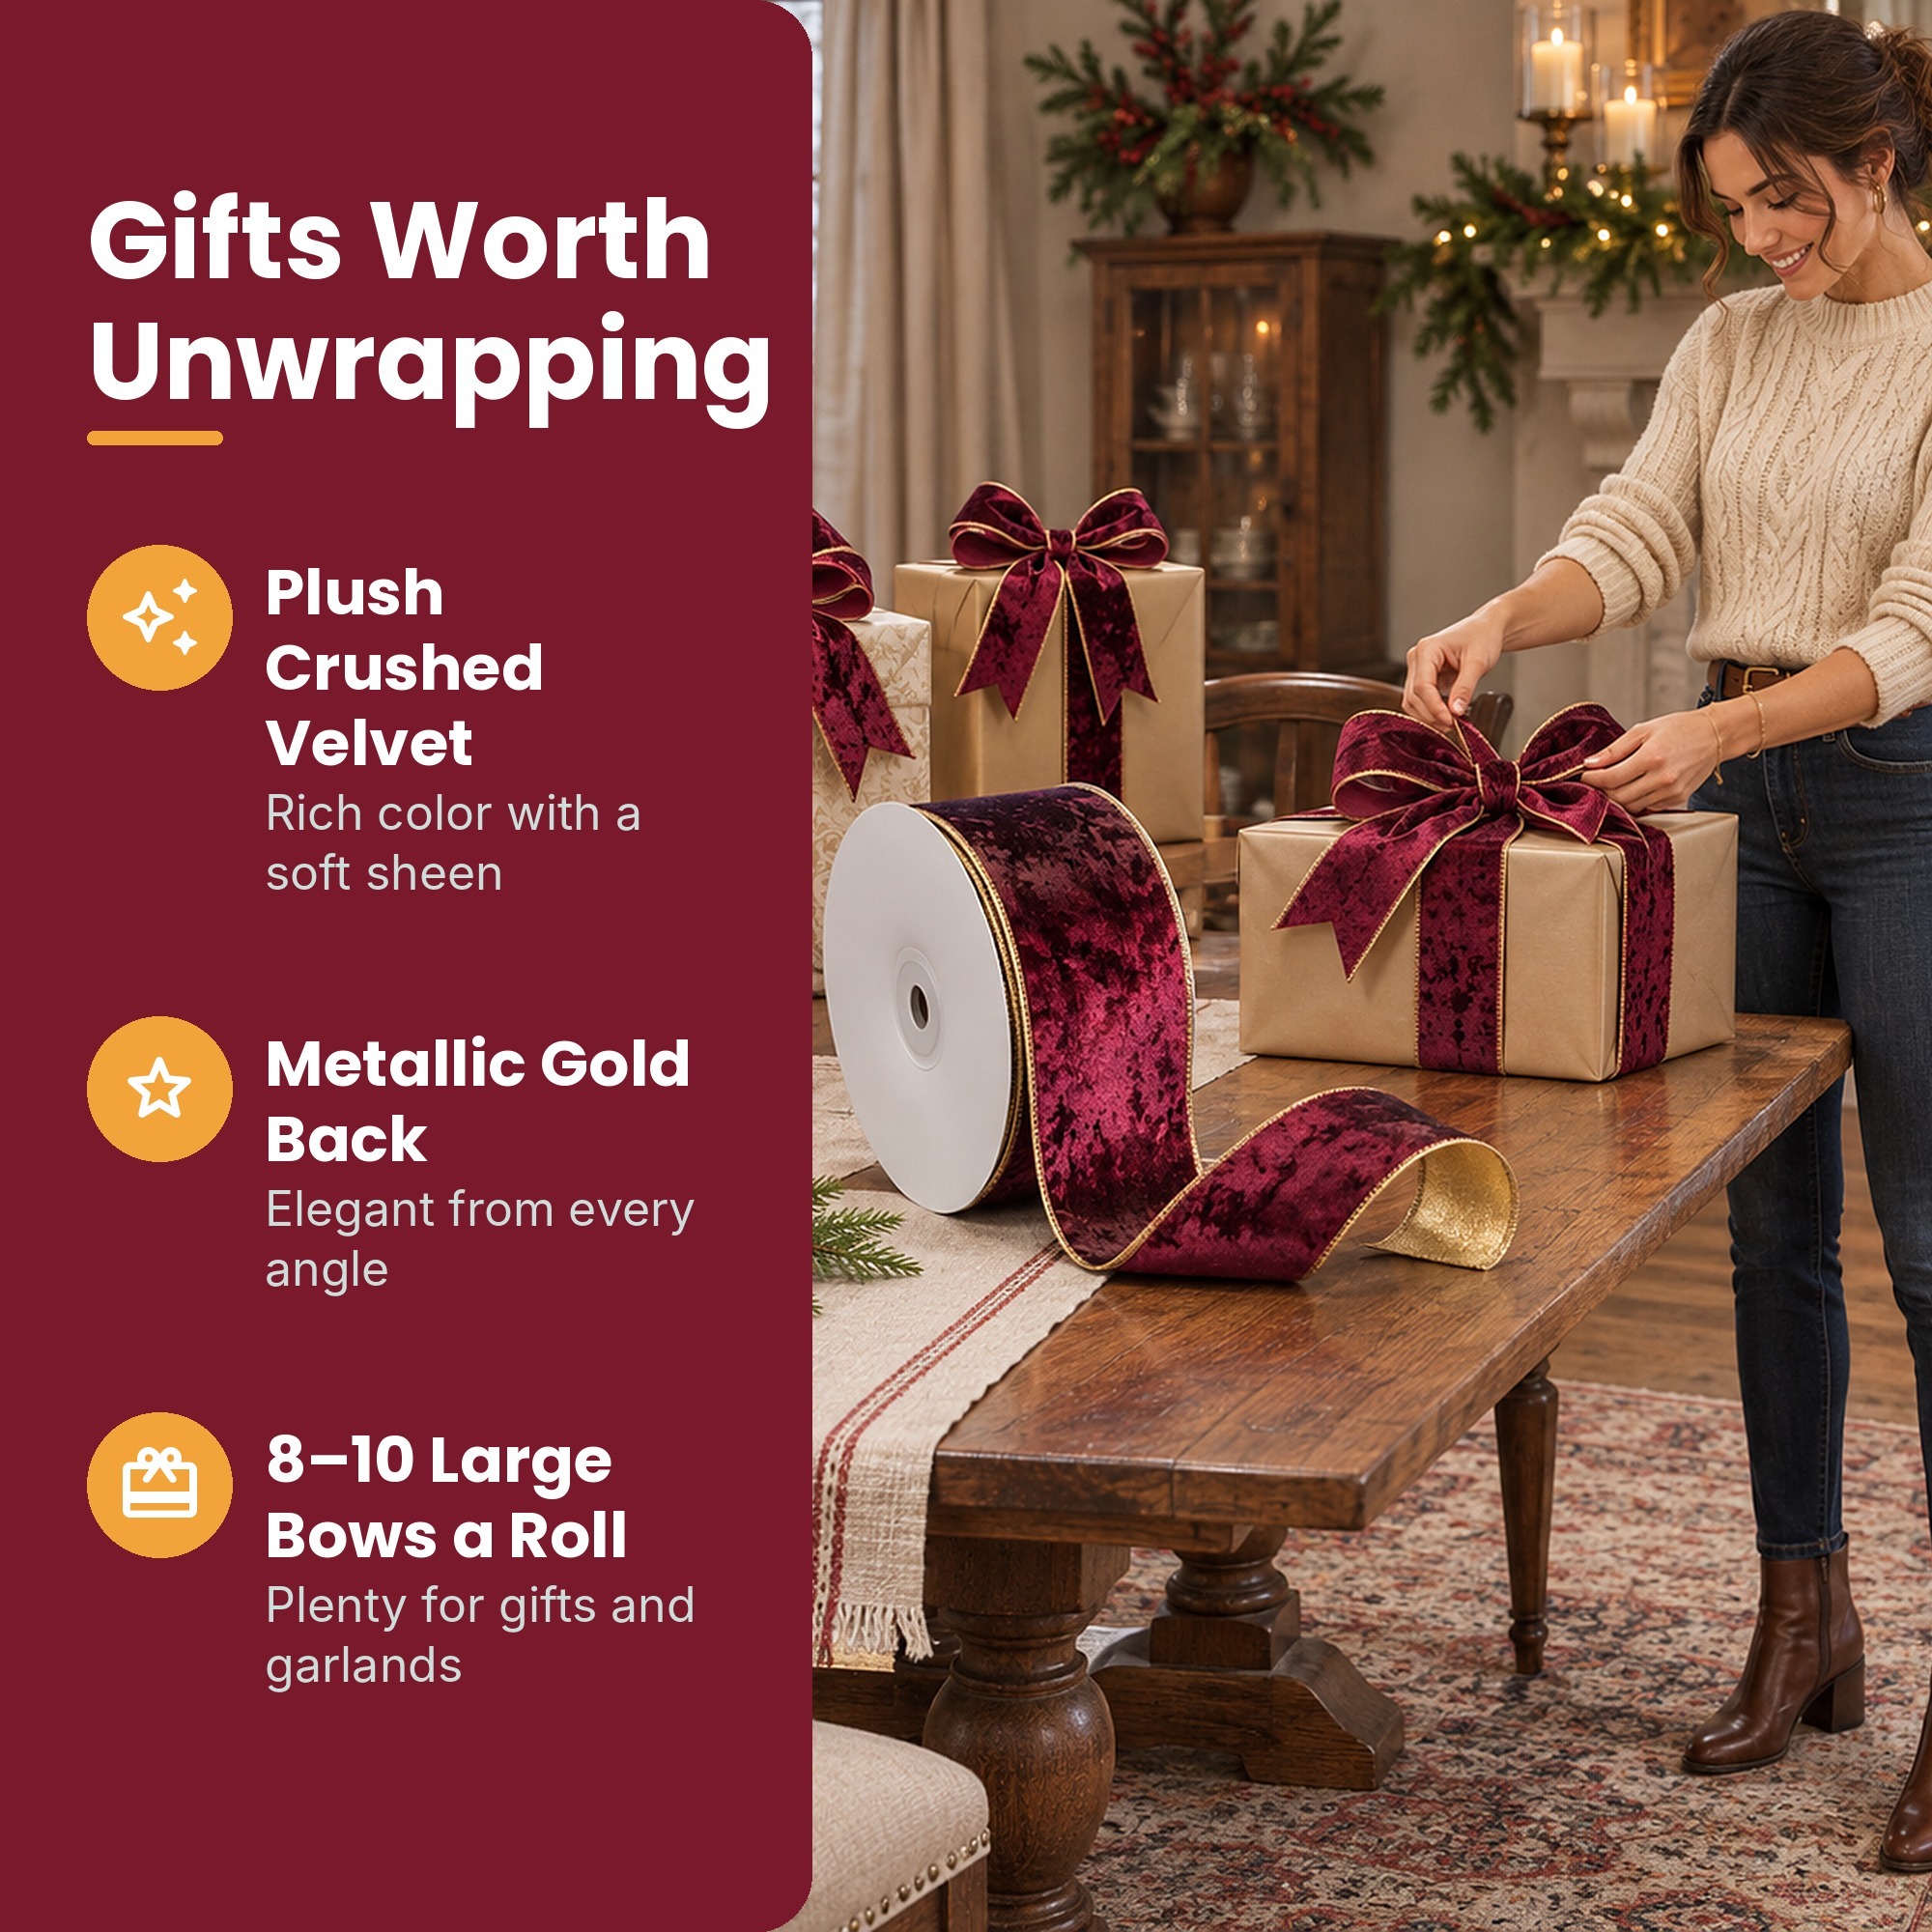 Gifts Worth
Unwrapping
Plush
Crushed
Velvet
Rich color with a
soft sheen
Metallic Gold
Back
Elegant from every
angle
8–10 Large
Bows a Roll
Plenty for gifts and
garlands